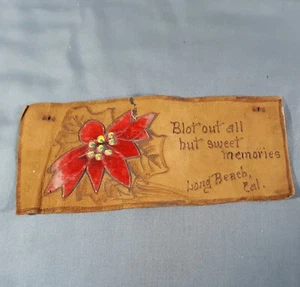 Blot out all
but sweet
memories
Long Beach,
Cal.